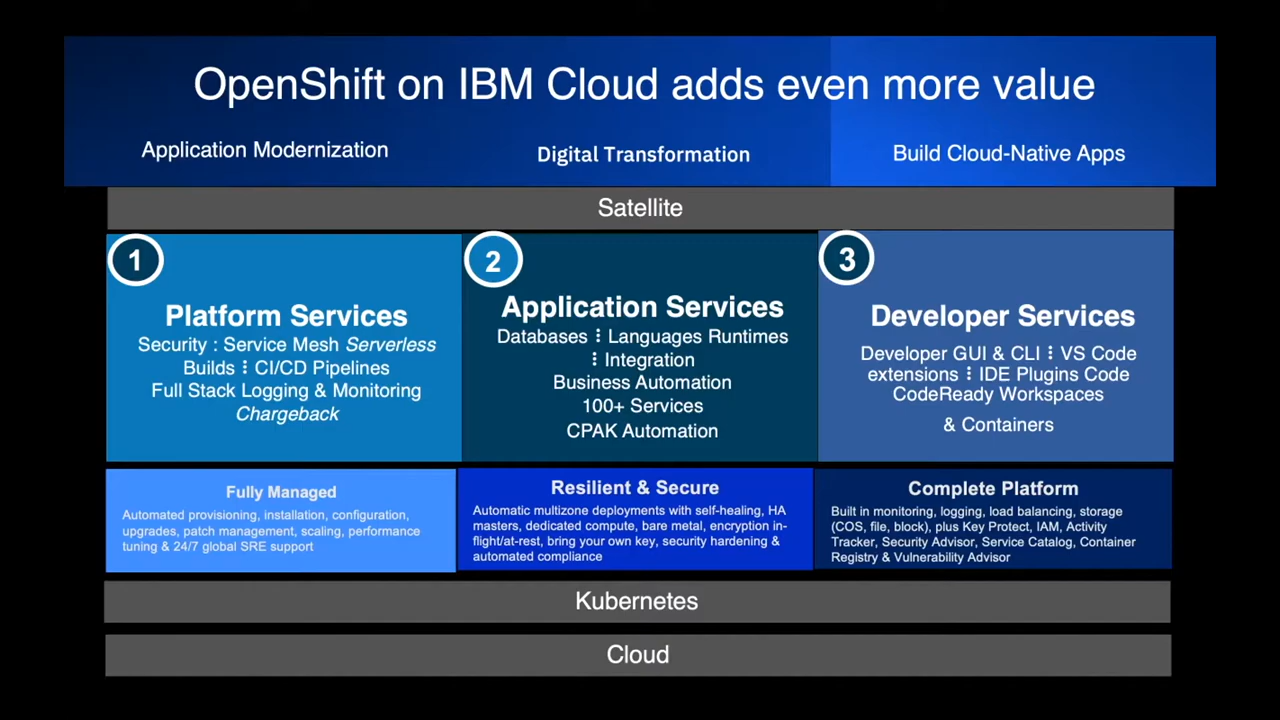 OpenShift on IBM Cloud adds even more value
Application Modernization
Digital Transformation
Build Cloud-Native Apps
Satellite
1
Platform Services
Security : Service Mesh Serverless
Builds ⁝ CI/CD Pipelines
Full Stack Logging & Monitoring
Chargeback
2
Application Services
Databases ⁝ Languages Runtimes
⁝ Integration
Business Automation
100+ Services
CPAK Automation
3
Developer Services
Developer GUI & CLI ⁝ VS Code
extensions ⁝ IDE Plugins Code
CodeReady Workspaces
& Containers
Fully Managed
Automated provisioning, installation, configuration,
upgrades, patch management, scaling, performance
tuning & 24/7 global SRE support
Resilient & Secure
Automatic multizone deployments with self-healing, HA
masters, dedicated compute, bare metal, encryption in-
flight/at-rest, bring your own key, security hardening &
automated compliance
Complete Platform
Built in monitoring, logging, load balancing, storage
(COS, file, block), plus Key Protect, IAM, Activity
Tracker, Security Advisor, Service Catalog, Container
Registry & Vulnerability Advisor
Kubernetes
Cloud